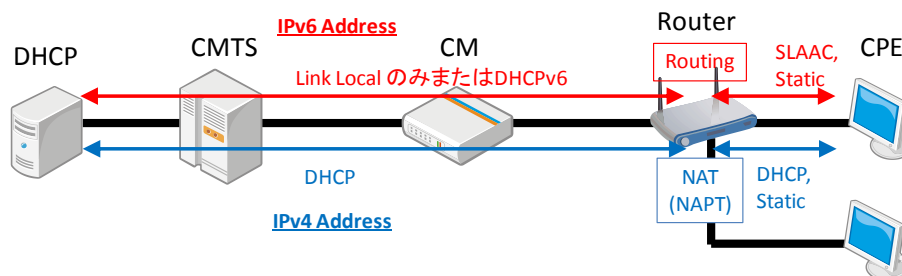 IPv6 Address
Router
DHCP
CMTS
CM
CPE
Routing
SLAAC,
Static
Link Local のみまたはDHCPv6
DHCP
NAT
(NAPT)
DHCP,
Static
IPv4 Address